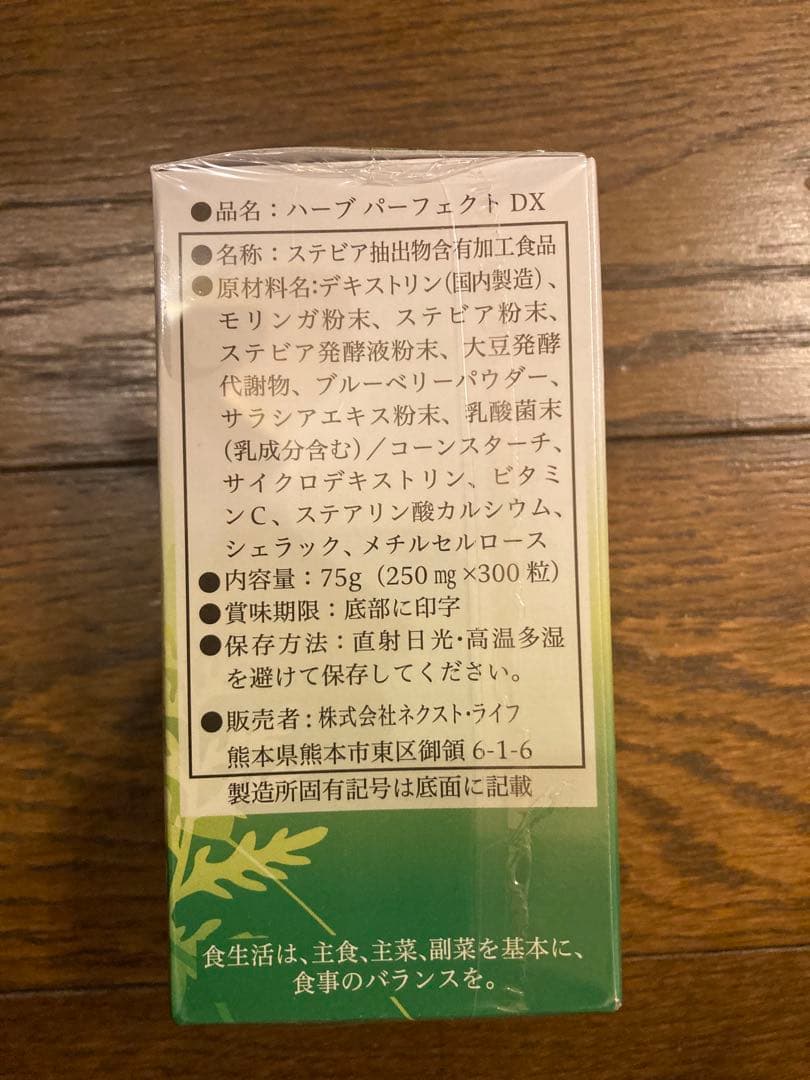 ●品名：ハーブ パーフェクト DX
●名称：ステビア抽出物含有加工食品
●原材料名:デキストリン(国内製造)、
モリンガ粉末、ステビア粉末、
ステビア発酵液粉末、大豆発酵
代謝物、ブルーベリーパウダー、
サラシアエキス粉末、乳酸菌末
(乳成分含む)／コーンスターチ、
サイクロデキストリン、ビタミ
ンC、ステアリン酸カルシウム、
シェラック、メチルセルロース
●内容量：75g（250㎎×300粒）
●賞味期限：底部に印字
●保存方法：直射日光・高温多湿
を避けて保存してください。
●販売者：株式会社ネクスト・ライフ
熊本県熊本市東区御領 6-1-6
製造所固有記号は底面に記載
食生活は、主食、主菜、副菜を基本に、
食事のバランスを。